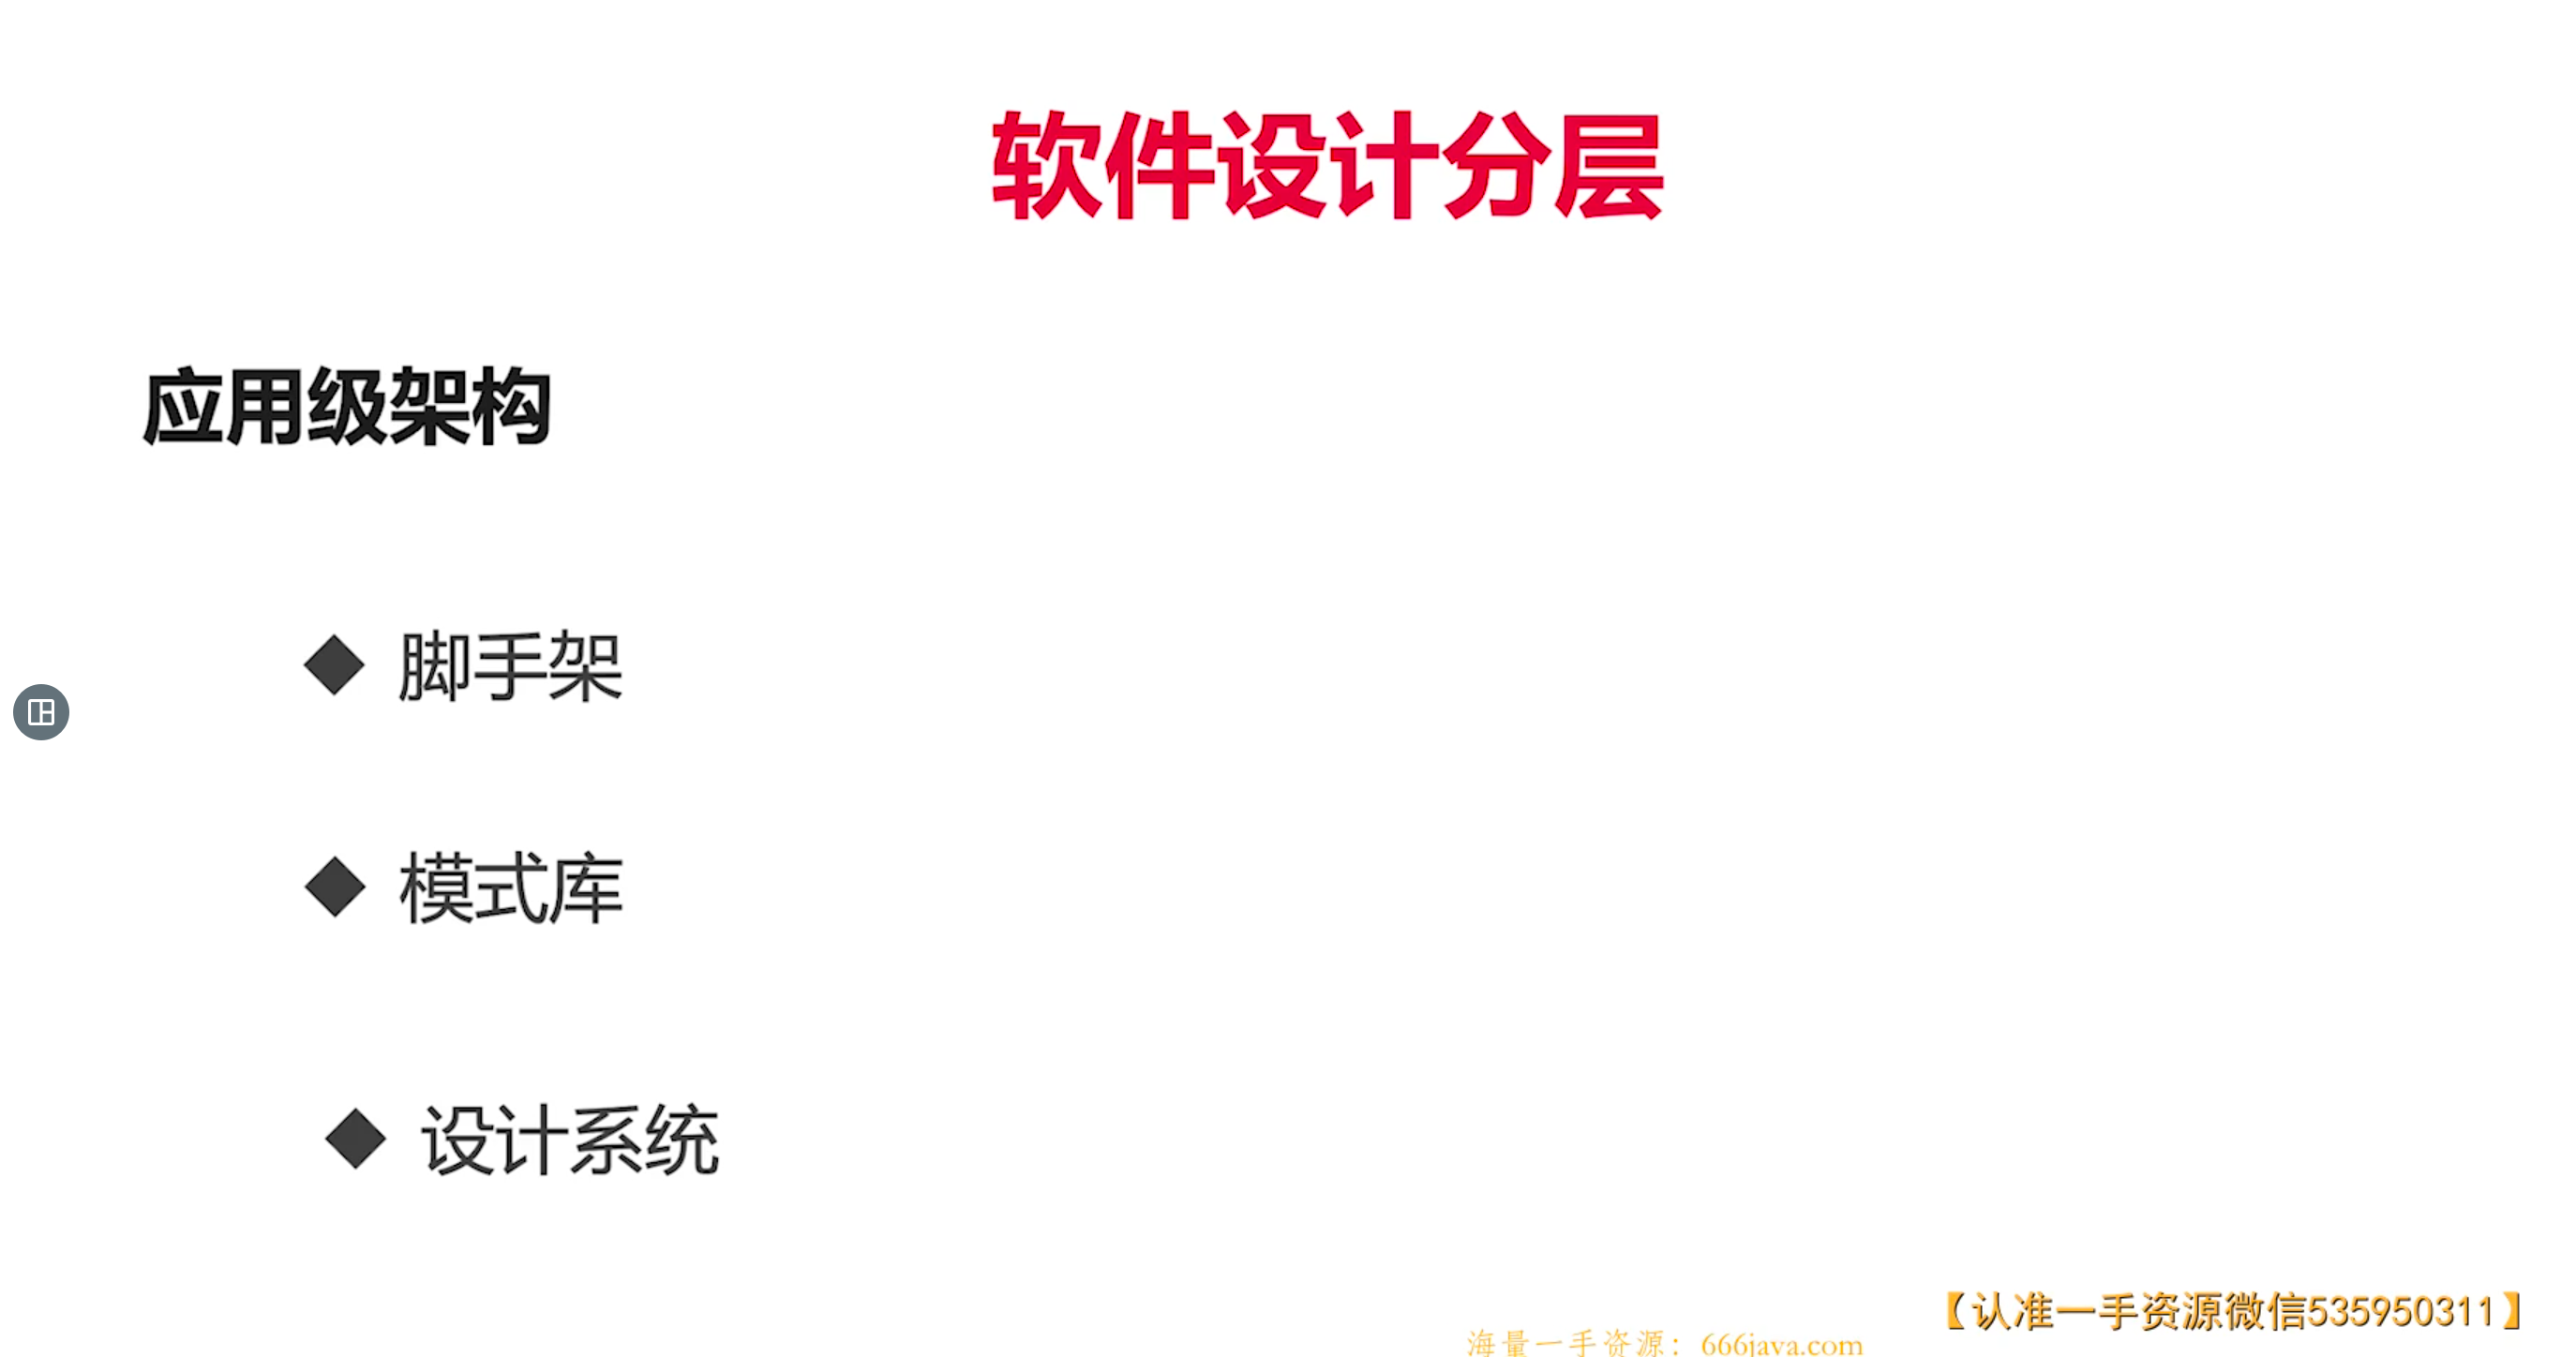 软件设计分层
应用级架构
◆ 脚手架
◆ 模式库
◆ 设计系统
【认准一手资源微信535950311】
海量一手资源：666java.com